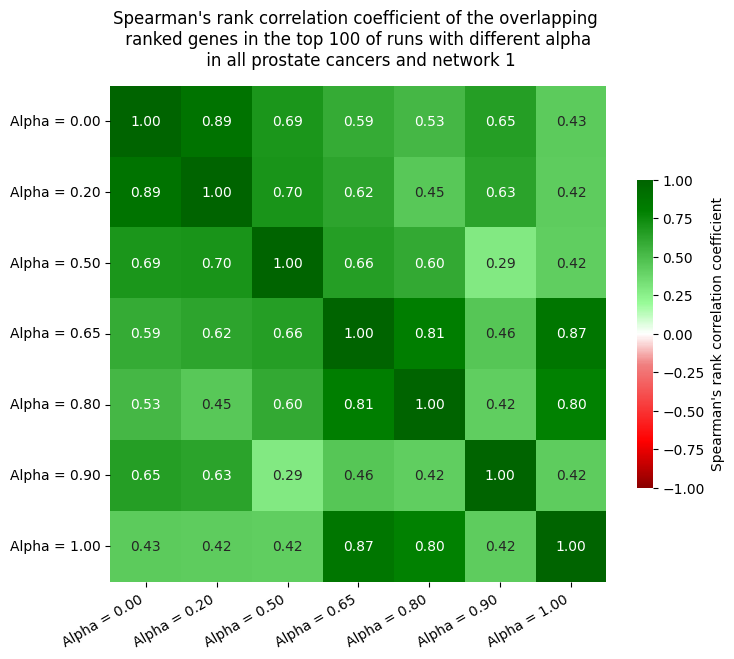 Spearman's rank correlation coefficient of the overlapping
ranked genes in the top 100 of runs with different alpha
in all prostate cancers and network 1
Alpha = 0.00 1.00 0.89 0.69 0.59 0.53 0.65 0.43
Alpha = 0.20 0.89 1.00 0.70 0.62 0.45 0.63 0.42
Alpha = 0.50 0.69 0.70 1.00 0.66 0.60 0.29 0.42
Alpha = 0.65 0.59 0.62 0.66 1.00 0.81 0.46 0.87
Alpha = 0.80 0.53 0.45 0.60 0.81 1.00 0.42 0.80
Alpha = 0.90 0.65 0.63 0.29 0.46 0.42 1.00 0.42
Alpha = 1.00 0.43 0.42 0.42 0.87 0.80 0.42 1.00
Alpha = 0.00 Alpha = 0.20 Alpha = 0.50 Alpha = 0.65 Alpha = 0.80 Alpha = 0.90 Alpha = 1.00
1.00
0.75
0.50
0.25
0.00
−0.25
−0.50
−0.75
−1.00
Spearman's rank correlation coefficient